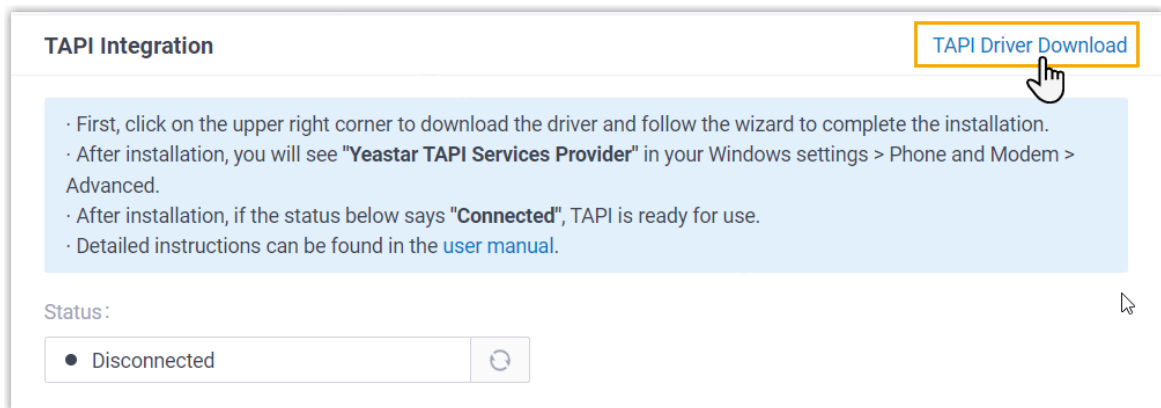 TAPI Integration
TAPI Driver Download
· First, click on the upper right corner to download the driver and follow the wizard to complete the installation.
· After installation, you will see "Yeastar TAPI Services Provider" in your Windows settings > Phone and Modem >
Advanced.
· After installation, if the status below says "Connected", TAPI is ready for use.
· Detailed instructions can be found in the user manual.
Status:
● Disconnected